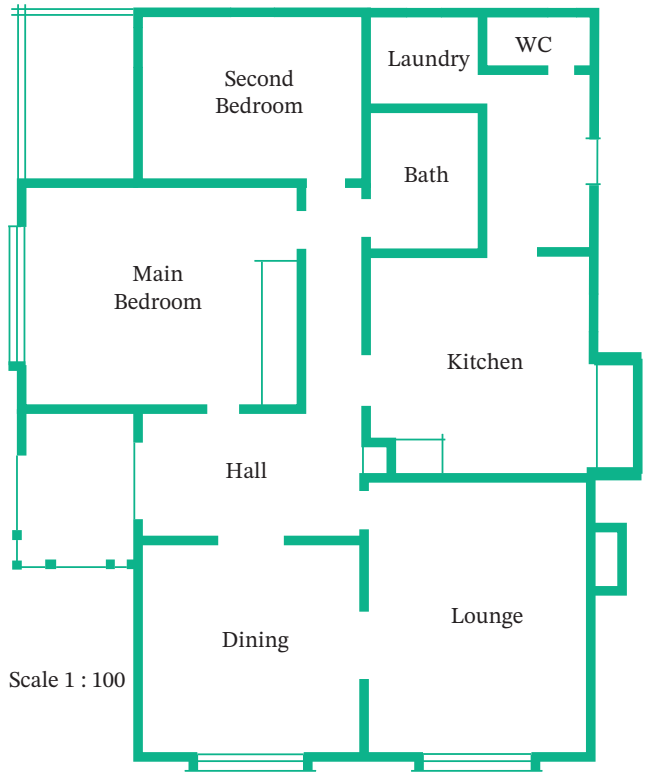 WC
Laundry
Second
Bedroom
Bath
Main
Bedroom
Kitchen
Hall
Lounge
Dining
Scale 1 : 100